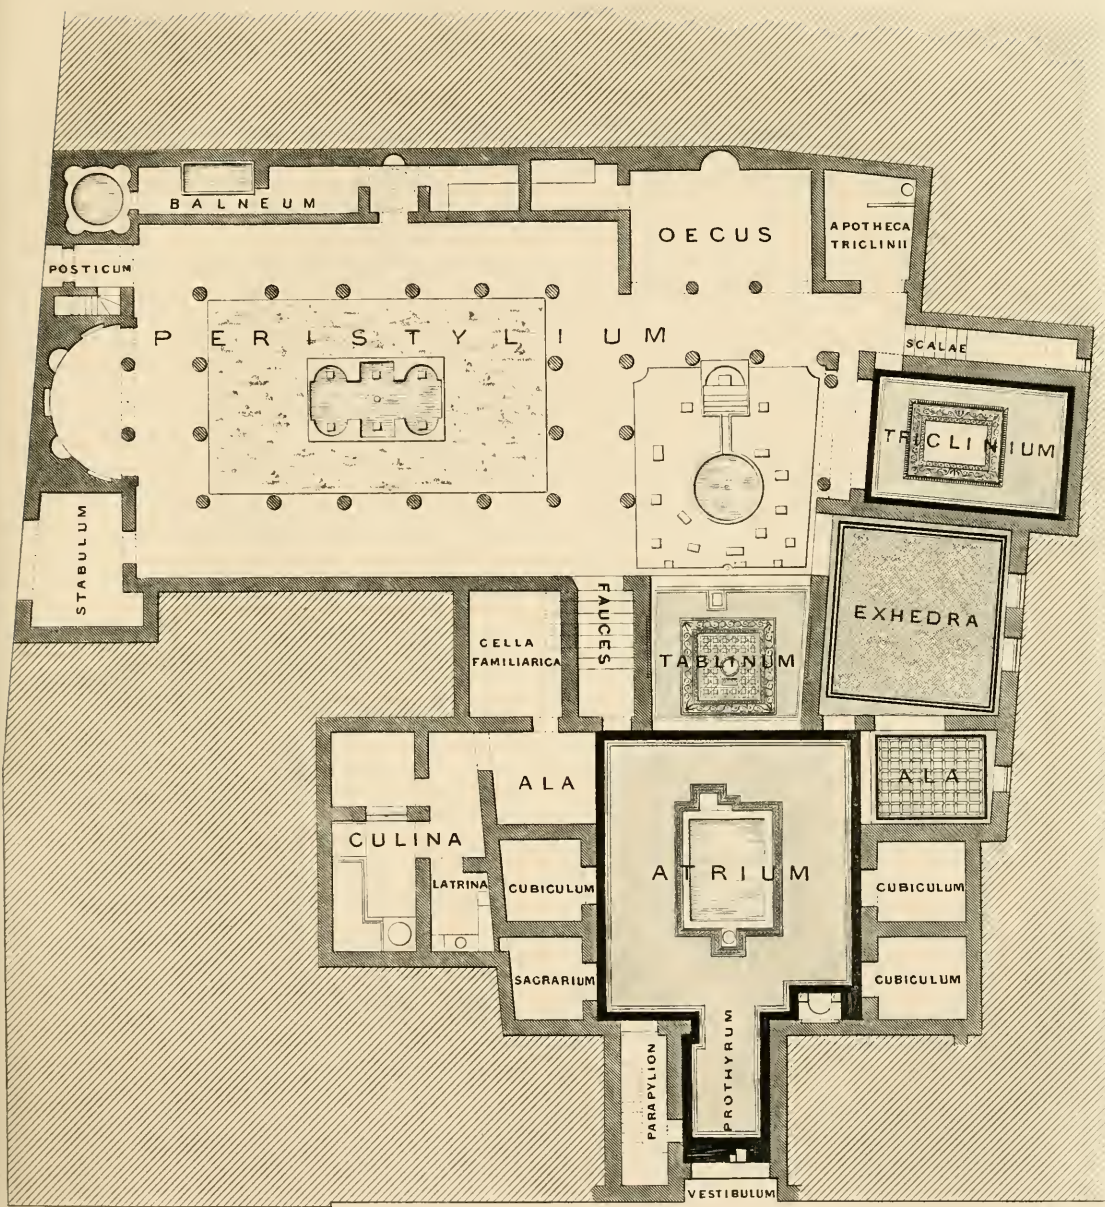 BALNEUM
OECUS
APOTHECA
TRICLINII
POSTICUM
PERISTYLIUM
SCALAE
TRICLINIUM
STABULUM
FAUCES
EXHEDRA
CELLA
FAMILIARICA
TABLINUM
ALA
ALA
CULINA
ATRIUM
LATRINA
CUBICULUM
CUBICULUM
SAGRARIUM
CUBICULUM
PARAPYLION
PROTHYRUM
VESTIBULUM